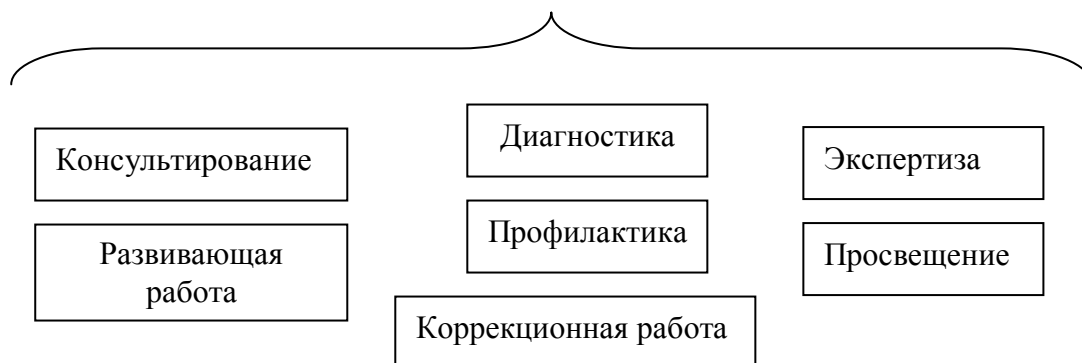 Консультирование
Диагностика
Экспертиза
Развивающая
работа
Профилактика
Просвещение
Коррекционная работа